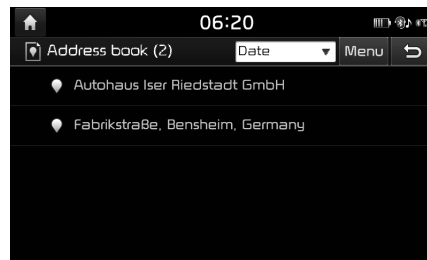 06:20
Address book (2) Date Menu
Autohaus Iser Riedstadt GmbH
Fabrikstraße, Bensheim, Germany